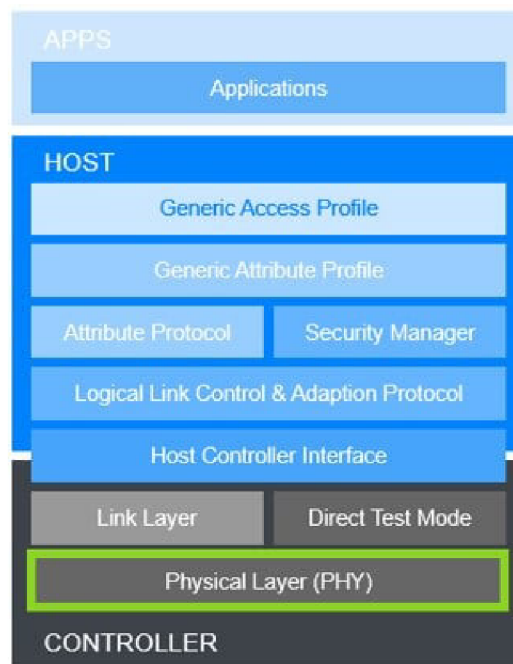 APPS
Applications
HOST
Generic Access Profile
Generic Attribute Profile
Attribute Protocol
Security Manager
Logical Link Control & Adaption Protocol
Host Controller Interface
Link Layer
Direct Test Mode
Physical Layer (PHY)
CONTROLLER